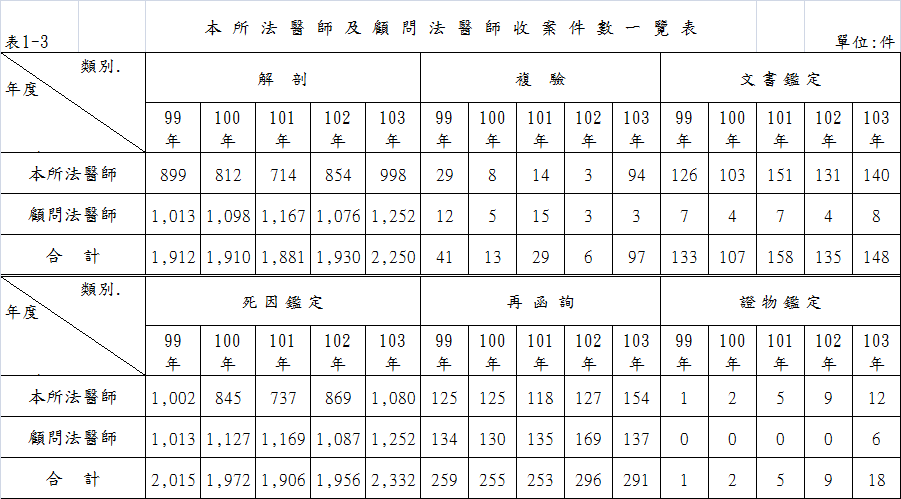 本所法醫師及顧問法醫師收案件數一覽表
表1-3 單位:件
類別. 年度 解剖 複驗 文書鑑定
99年 100年 101年 102年 103年 99年 100年 101年 102年 103年 99年 100年 101年 102年 103年
本所法醫師 899 812 714 854 998 29 8 14 3 94 126 103 151 131 140
顧問法醫師 1,013 1,098 1,167 1,076 1,252 12 5 15 3 3 7 4 7 4 8
合計 1,912 1,910 1,881 1,930 2,250 41 13 29 6 97 133 107 158 135 148
類別. 年度 死因鑑定 再函詢 證物鑑定
99年 100年 101年 102年 103年 99年 100年 101年 102年 103年 99年 100年 101年 102年 103年
本所法醫師 1,002 845 737 869 1,080 125 125 118 127 154 1 2 5 9 12
顧問法醫師 1,013 1,127 1,169 1,087 1,252 134 130 135 169 137 0 0 0 0 6
合計 2,015 1,972 1,906 1,956 2,332 259 255 253 296 291 1 2 5 9 18